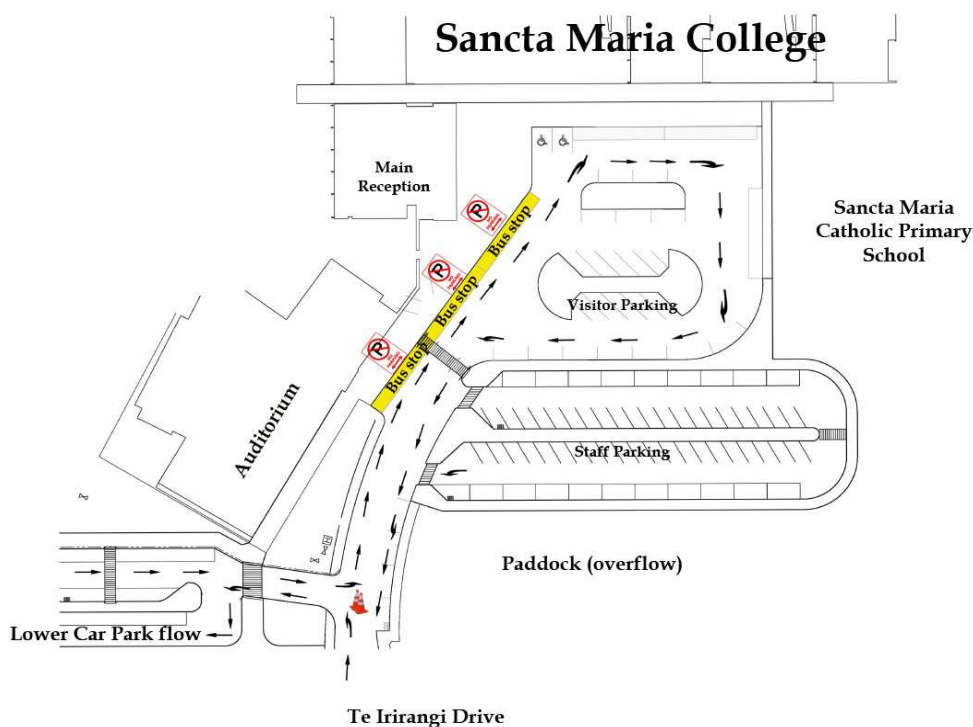 Sancta Maria College
Main
Reception
P
Bus stop
Sancta Maria
Catholic Primary
School
P
Bus stop
Visitor Parking
P
Bus stop
Auditorium
Staff Parking
Paddock (overflow)
Lower Car Park flow
Te Irirangi Drive